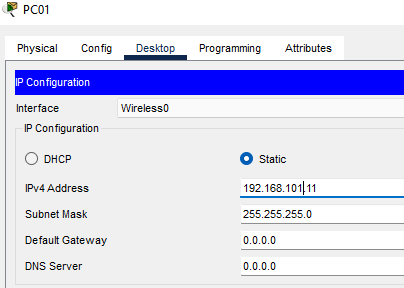 PC01
Physical Config Desktop Programming Attributes
IP Configuration
Interface Wireless0
IP Configuration
DHCP Static
IPv4 Address 192.168.101.11
Subnet Mask 255.255.255.0
Default Gateway 0.0.0.0
DNS Server 0.0.0.0